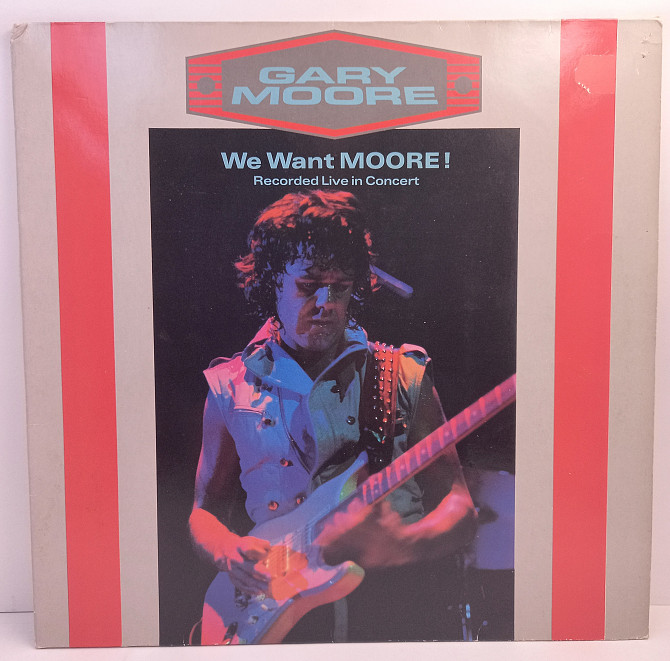 GARY
MOORE
We Want MOORE!
Recorded Live in Concert